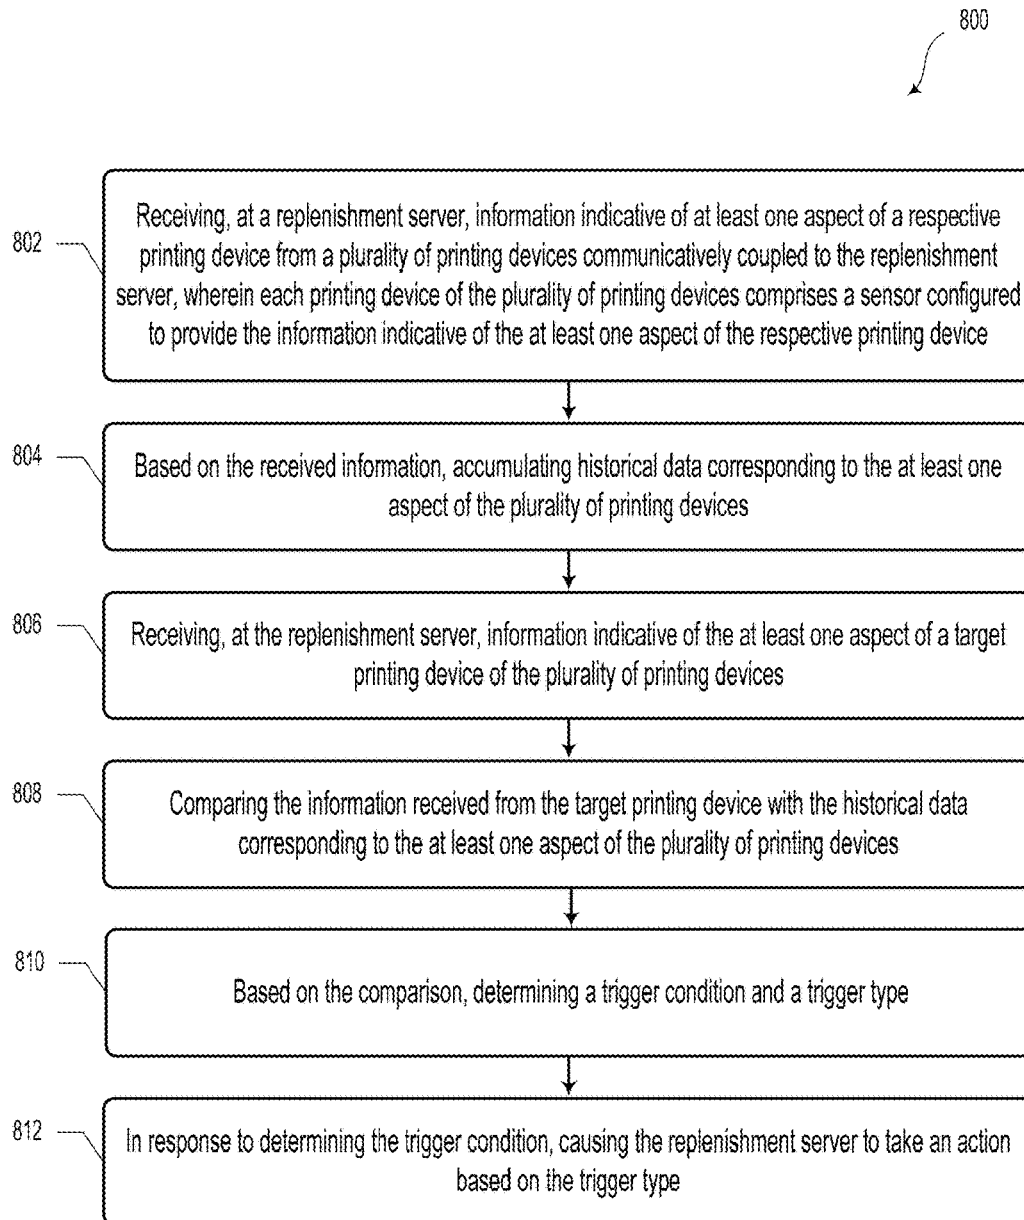 800
802
Receiving, at a replenishment server, information indicative of at least one aspect of a respective
printing device from a plurality of printing devices communicatively coupled to the replenishment
server, wherein each printing device of the plurality of printing devices comprises a sensor configured
to provide the information indicative of the at least one aspect of the respective printing device
804
Based on the received information, accumulating historical data corresponding to the at least one
aspect of the plurality of printing devices
806
Receiving, at the replenishment server, information indicative of the at least one aspect of a target
printing device of the plurality of printing devices
808
Comparing the information received from the target printing device with the historical data
corresponding to the at least one aspect of the plurality of printing devices
810
Based on the comparison, determining a trigger condition and a trigger type
812
In response to determining the trigger condition, causing the replenishment server to take an action
based on the trigger type